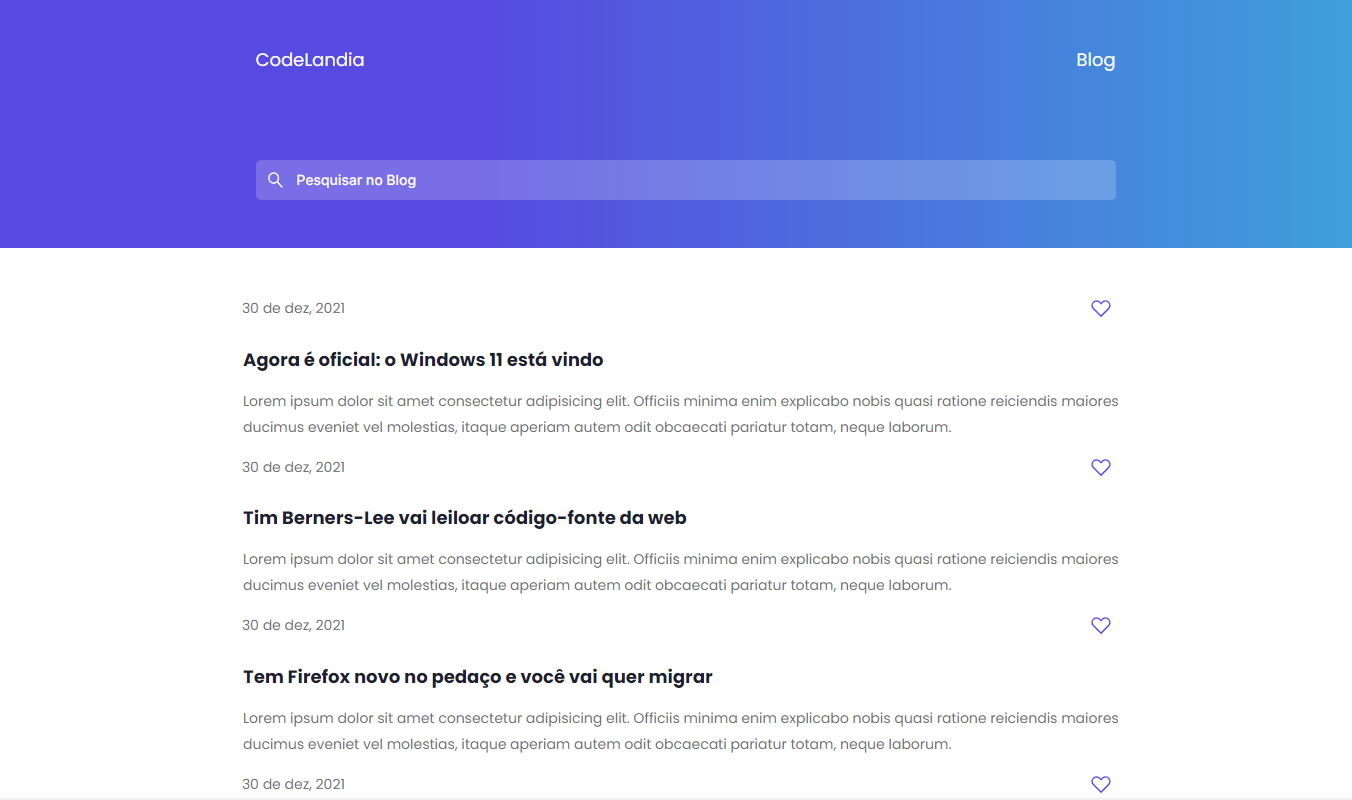 CodeLandia
Blog
Pesquisar no Blog
30 de dez, 2021
Agora é oficial: o Windows 11 está vindo
Lorem ipsum dolor sit amet consectetur adipisicing elit. Officiis minima enim explicabo nobis quasi ratione reiciendis maiores
ducimus eveniet vel molestias, itaque aperiam autem odit obcaecati pariatur totam, neque laborum.
30 de dez, 2021
Tim Berners-Lee vai leiloar código-fonte da web
Lorem ipsum dolor sit amet consectetur adipisicing elit. Officiis minima enim explicabo nobis quasi ratione reiciendis maiores
ducimus eveniet vel molestias, itaque aperiam autem odit obcaecati pariatur totam, neque laborum.
30 de dez, 2021
Tem Firefox novo no pedaço e você vai quer migrar
Lorem ipsum dolor sit amet consectetur adipisicing elit. Officiis minima enim explicabo nobis quasi ratione reiciendis maiores
ducimus eveniet vel molestias, itaque aperiam autem odit obcaecati pariatur totam, neque laborum.
30 de dez, 2021